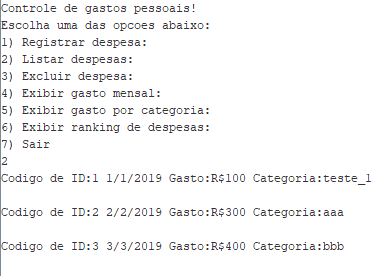 Controle de gastos pessoais!
Escolha uma das opcoes abaixo:
1) Registrar despesa:
2) Listar despesas:
3) Excluir despesa:
4) Exibir gasto mensal:
5) Exibir gasto por categoria:
6) Exibir ranking de despesas:
7) Sair
2
Codigo de ID:1 1/1/2019 Gasto:R$100 Categoria:teste_1
Codigo de ID:2 2/2/2019 Gasto:R$300 Categoria:aaa
Codigo de ID:3 3/3/2019 Gasto:R$400 Categoria:bbb